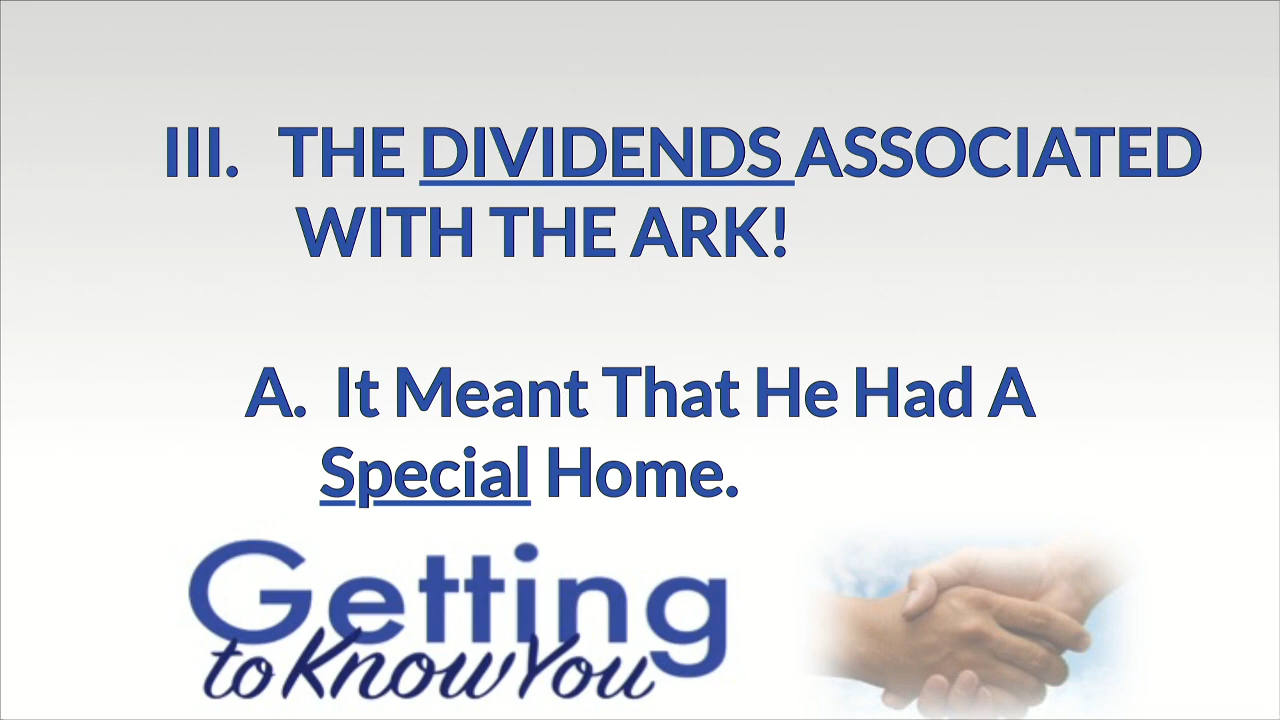 III. THE DIVIDENDS ASSOCIATED
WITH THE ARK!
A. It Meant That He Had A
Special Home.
Getting
to Know You